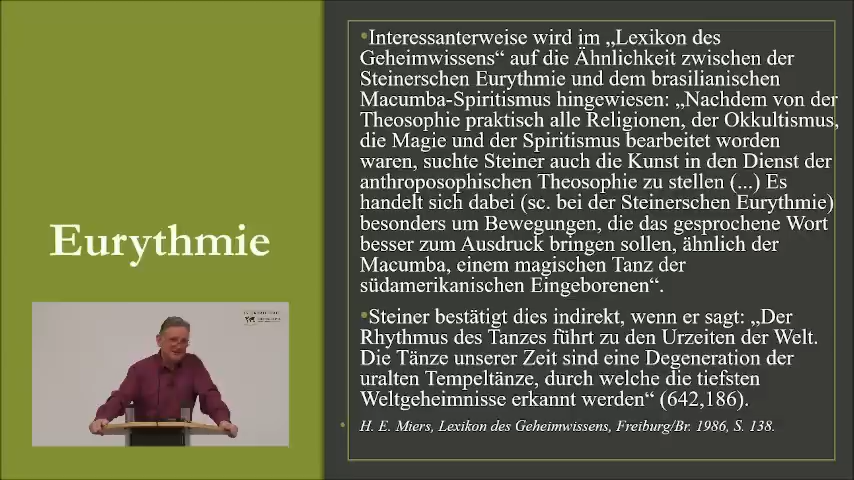 Eurythmie
•Interessanterweise wird im „Lexikon des
Geheimwissens“ auf die Ähnlichkeit zwischen der
Steinerschen Eurythmie und dem brasilianischen
Macumba-Spiritismus hingewiesen: „Nachdem von der
Theosophie praktisch alle Religionen, der Okkultismus,
die Magie und der Spiritismus bearbeitet worden
waren, suchte Steiner auch die Kunst in den Dienst der
anthroposophischen Theosophie zu stellen (...) Es
handelt sich dabei (sc. bei der Steinerschen Eurythmie)
besonders um Bewegungen, die das gesprochene Wort
besser zum Ausdruck bringen sollen, ähnlich der
Macumba, einem magischen Tanz der
südamerikanischen Eingeborenen“.
•Steiner bestätigt dies indirekt, wenn er sagt: „Der
Rhythmus des Tanzes führt zu den Urzeiten der Welt.
Die Tänze unserer Zeit sind eine Degeneration der
uralten Tempeltänze, durch welche die tiefsten
Weltgeheimnisse erkannt werden“ (642,186).
• H. E. Miers, Lexikon des Geheimwissens, Freiburg/Br. 1986, S. 138.